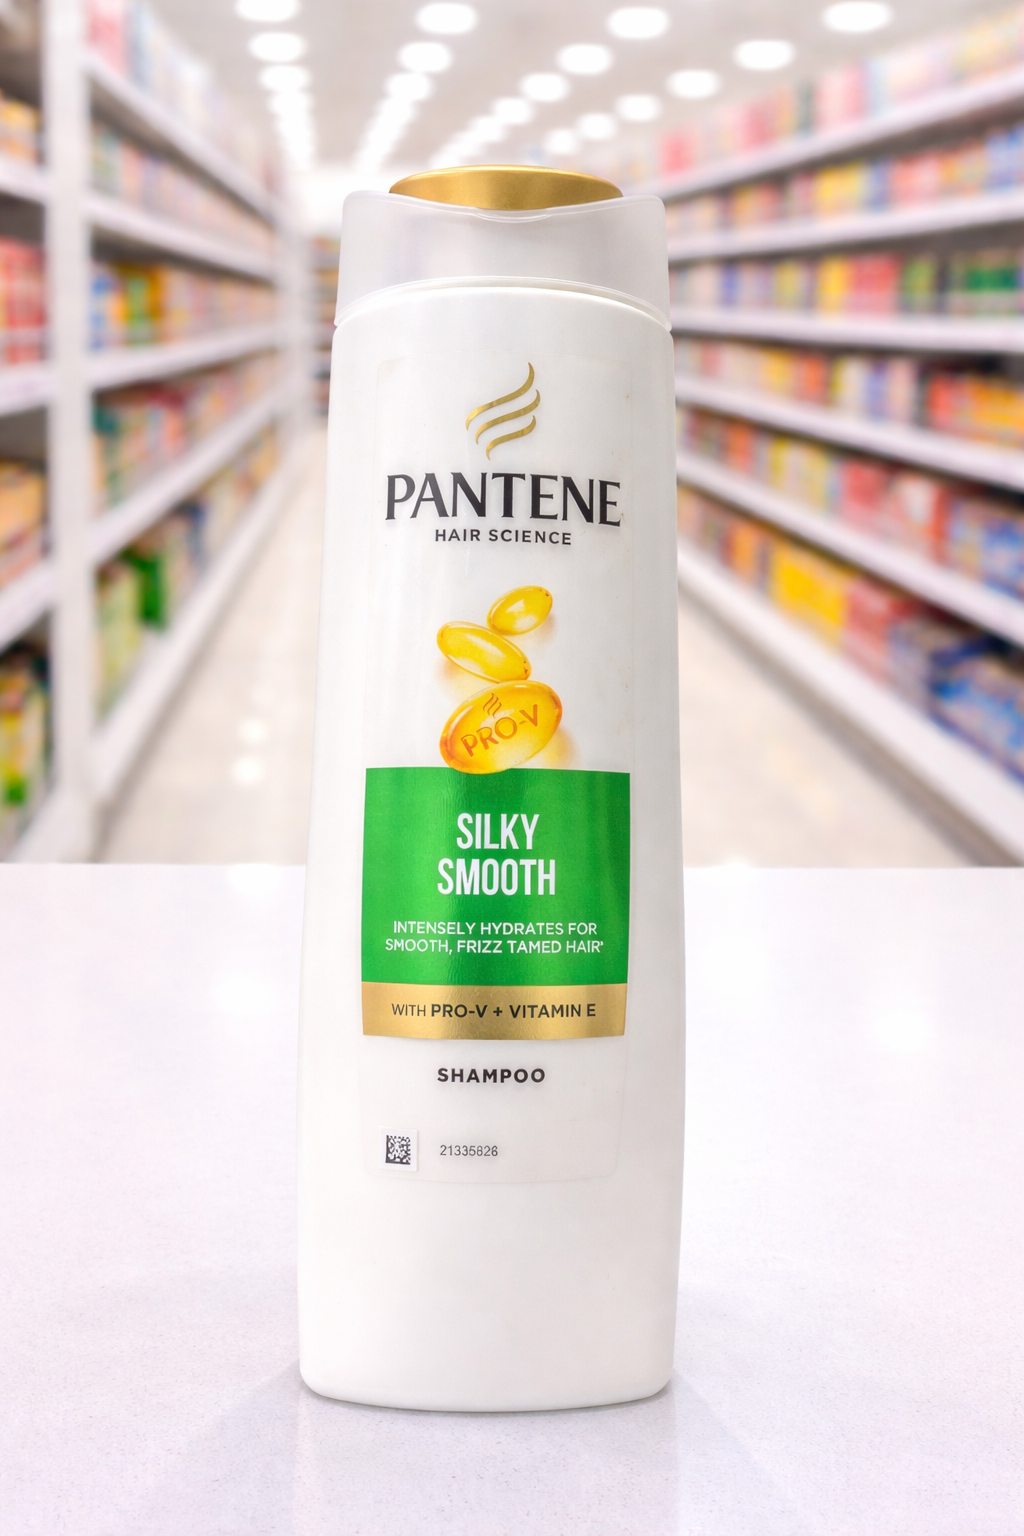 PANTENE
HAIR SCIENCE
PRO-V
SILKY
SMOOTH
INTENSELY HYDRATES FOR
SMOOTH, FRIZZ TAMED HAIR*
WITH PRO-V + VITAMIN E
SHAMPOO
21335826